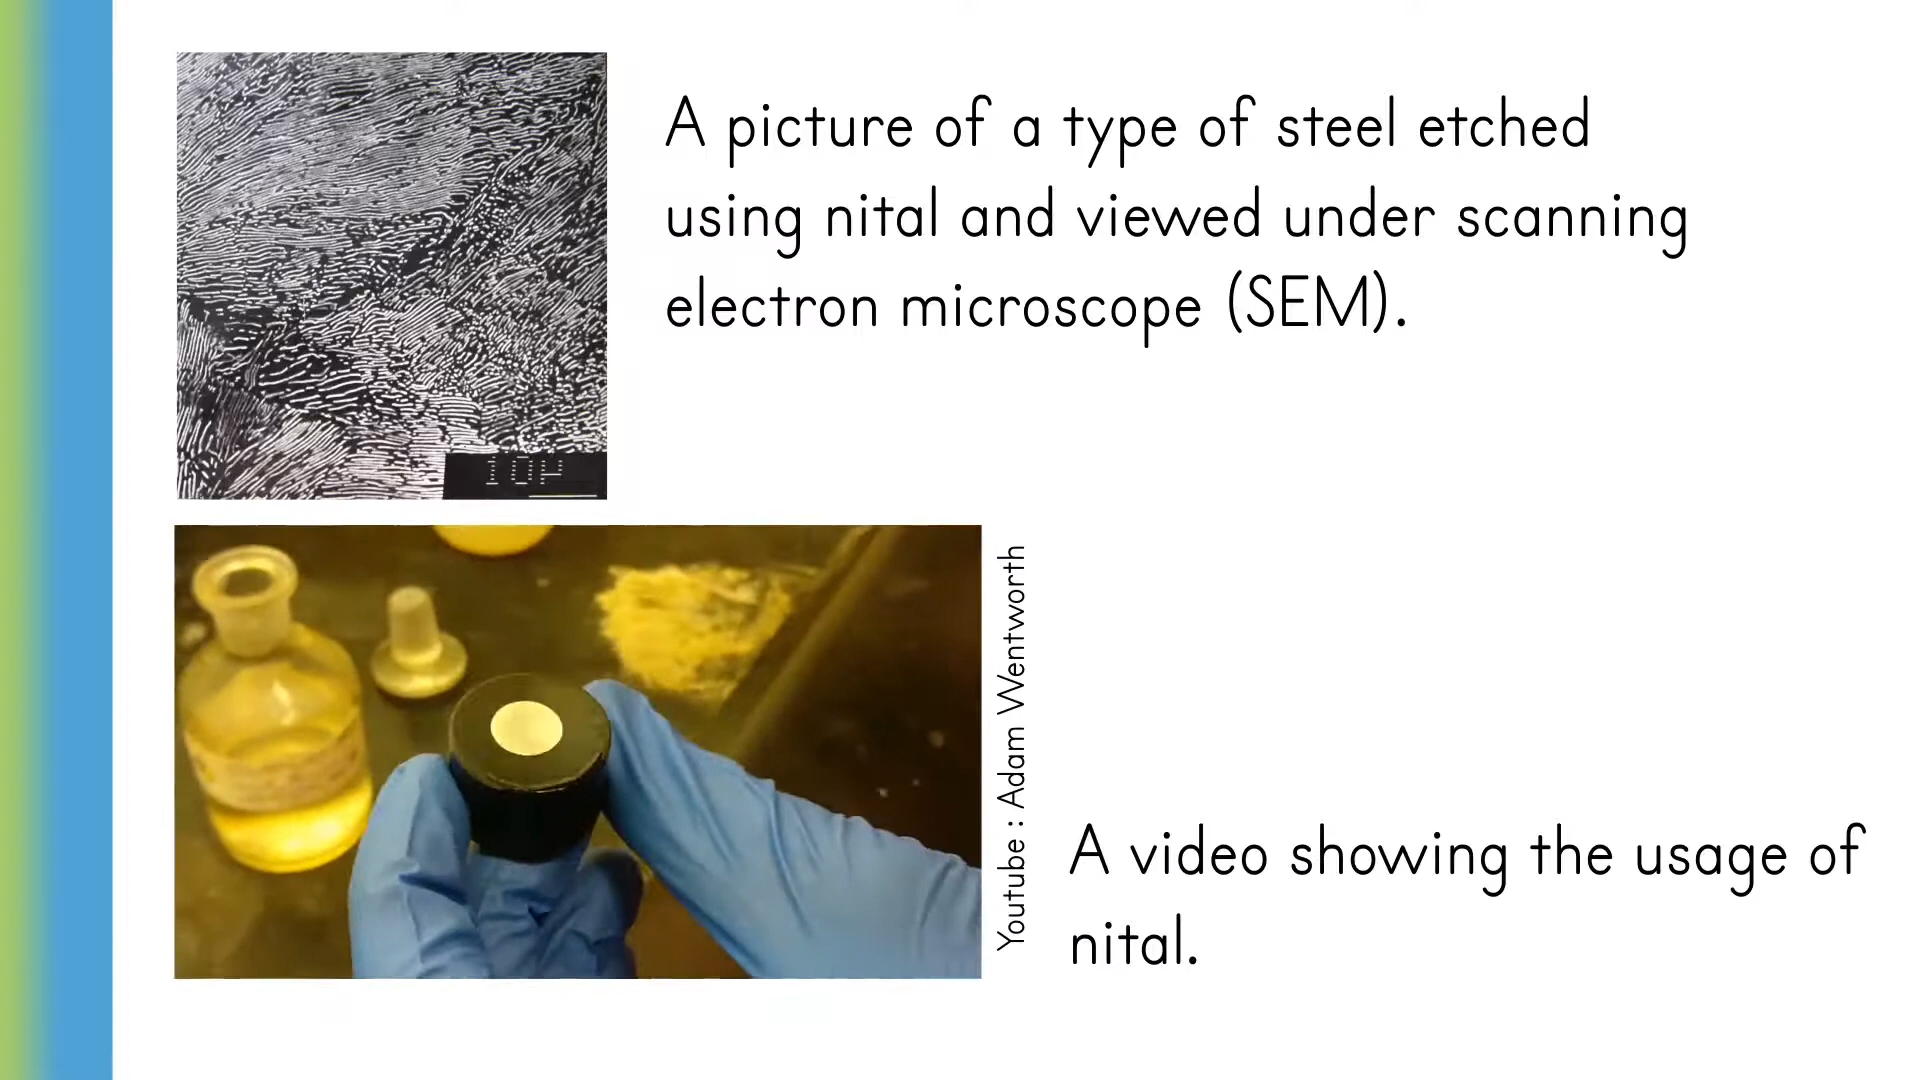 A picture of a type of steel etched
using nital and viewed under scanning
electron microscope (SEM).
10µ
Youtube : Adam Wentworth
A video showing the usage of
nital.